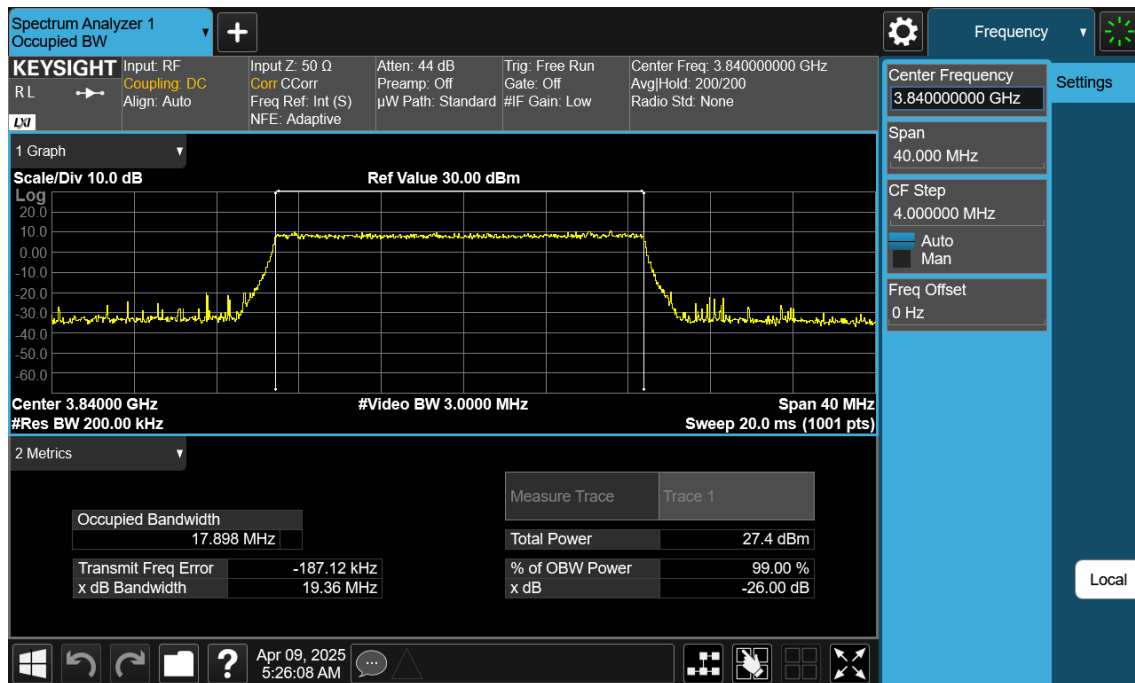 Spectrum Analyzer 1
Occupied BW
Frequency
KEYSIGHT
RL
LXI
Input: RF
Coupling: DC
Align: Auto
Input Z: 50 Ω
Corr CCorr
Freq Ref: Int (S)
NFE: Adaptive
Atten: 44 dB
Preamp: Off
µW Path: Standard
Trig: Free Run
Gate: Off
#IF Gain: Low
Center Freq: 3.840000000 GHz
Avg|Hold: 200/200
Radio Std: None
1 Graph
Scale/Div 10.0 dB
Ref Value 30.00 dBm
Log
20.0
10.0
0.00
-10.0
-20.0
-30.0
-40.0
-50.0
-60.0
Center 3.84000 GHz
#Video BW 3.0000 MHz
Span 40 MHz
#Res BW 200.00 kHz
Sweep 20.0 ms (1001 pts)
2 Metrics
Measure Trace Trace 1
Occupied Bandwidth
17.898 MHz
Total Power 27.4 dBm
Transmit Freq Error -187.12 kHz
% of OBW Power 99.00 %
x dB Bandwidth 19.36 MHz
x dB -26.00 dB
Center Frequency
3.840000000 GHz
Settings
Span
40.000 MHz
CF Step
4.000000 MHz
Auto
Man
Freq Offset
0 Hz
Local
? Apr 09, 2025
5:26:08 AM